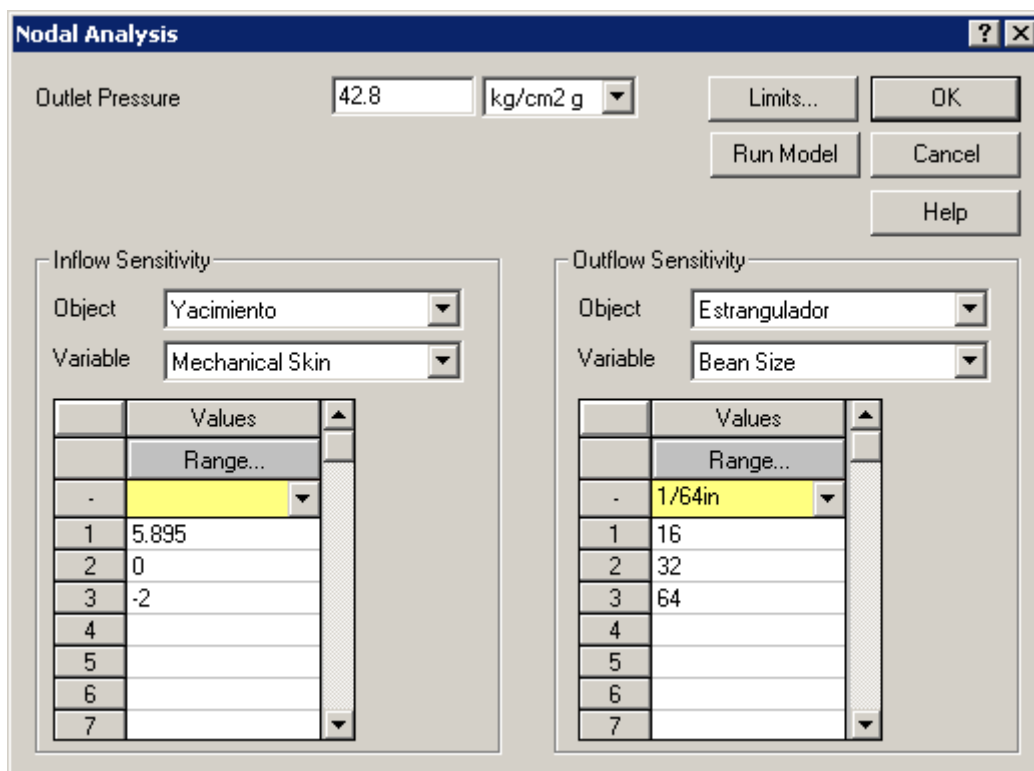 Nodal Analysis ? X
Outlet Pressure 42.8 kg/cm2 g Limits... OK
Run Model Cancel
Help
Inflow Sensitivity
Object Yacimiento
Variable Mechanical Skin
Values
Range...
-
1 5.895
2 0
3 -2
4
5
6
7
Outflow Sensitivity
Object Estrangulador
Variable Bean Size
Values
Range...
- 1/64in
1 16
2 32
3 64
4
5
6
7